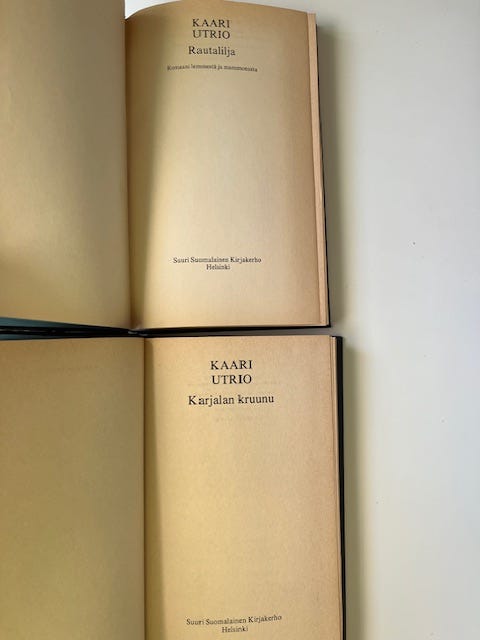 KAARI
UTRIO
Rautalilja
Romaani lemmestä ja mammonasta
Suuri Suomalainen Kirjakerho
Helsinki
KAARI
UTRIO
Karjalan kruunu
Suuri Suomalainen Kirjakerho
Helsinki